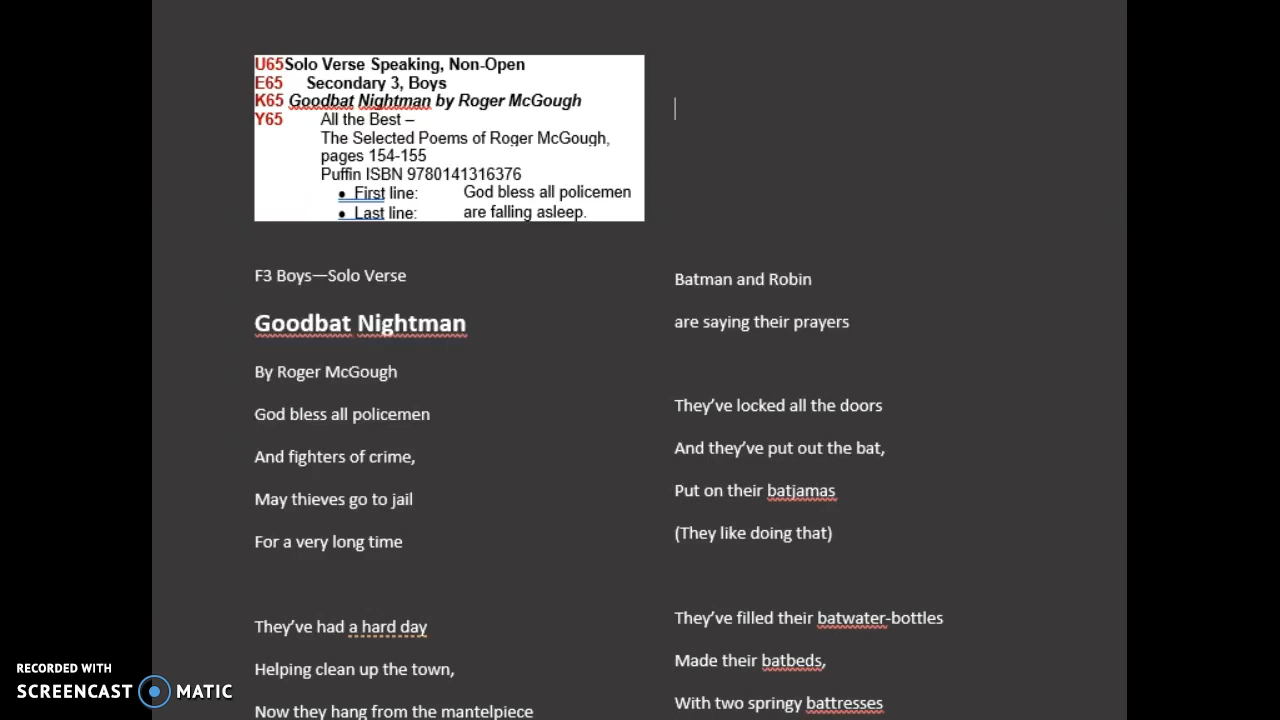 U65Solo Verse Speaking, Non-Open
E65 Secondary 3, Boys
K65 Goodbat Nightman by Roger McGough
Y65 All the Best –
The Selected Poems of Roger McGough,
pages 154-155
Puffin ISBN 9780141316376
• First line: God bless all policemen
• Last line: are falling asleep.
F3 Boys—Solo Verse
Goodbat Nightman
By Roger McGough
God bless all policemen
And fighters of crime,
May thieves go to jail
For a very long time
They’ve had a hard day
Helping clean up the town,
Now they hang from the mantelpiece
Batman and Robin
are saying their prayers
They’ve locked all the doors
And they’ve put out the bat,
Put on their batjamas
(They like doing that)
They’ve filled their batwater-bottles
Made their batbeds,
With two springy battresses
RECORDED WITH
SCREENCAST MATIC